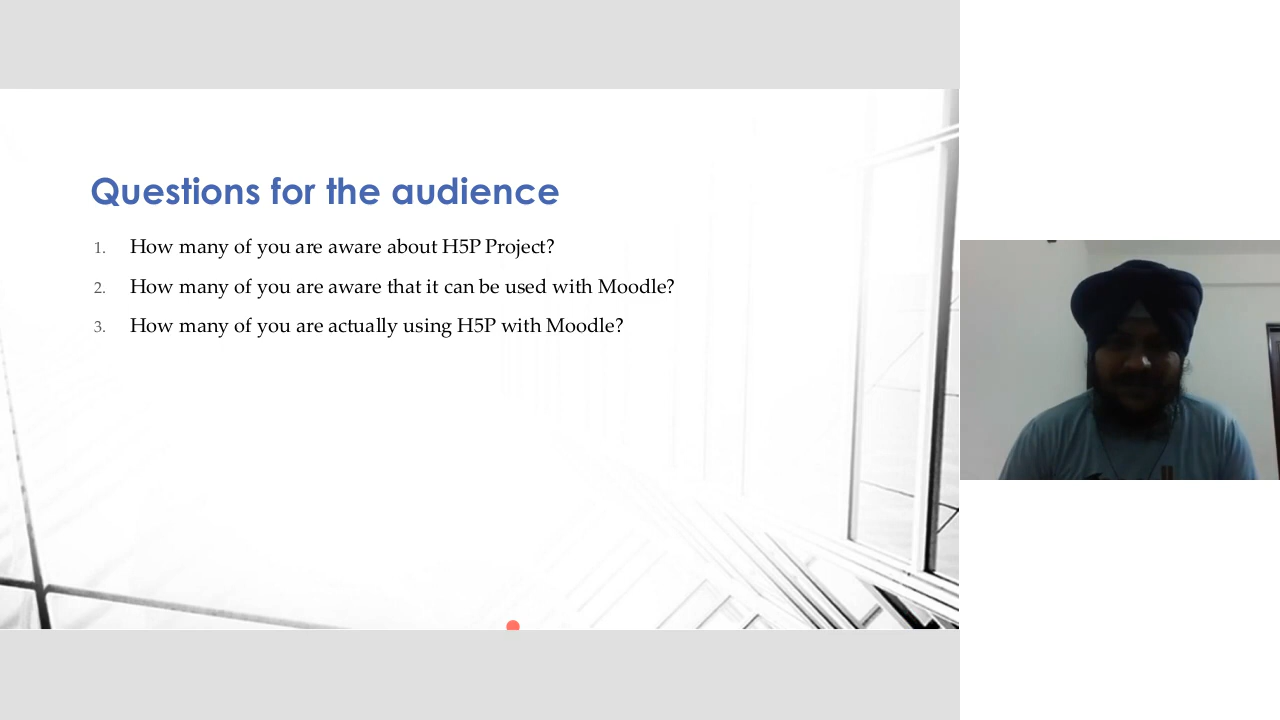 Questions for the audience
1. How many of you are aware about H5P Project?
2. How many of you are aware that it can be used with Moodle?
3. How many of you are actually using H5P with Moodle?